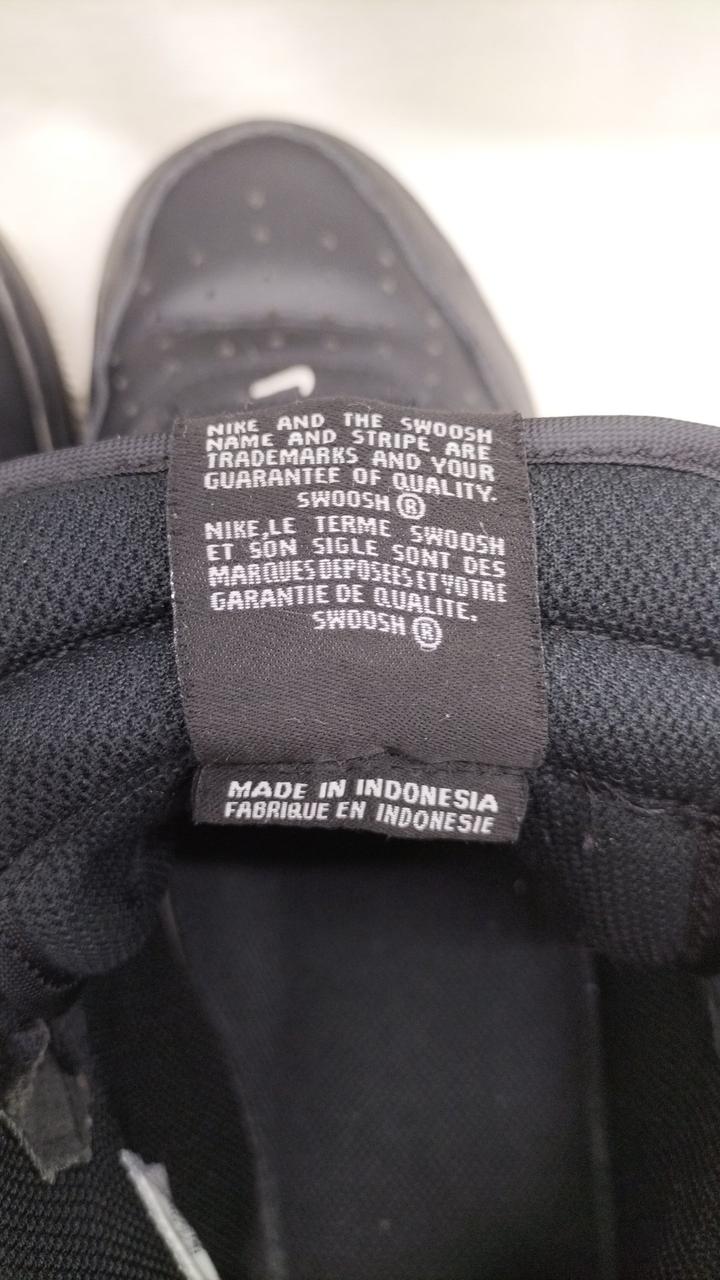 NIKE AND THE SWOOSH
NAME AND STRIPE ARE
TRADEMARKS AND YOUR
GUARANTEE OF QUALITY.
SWOOSH ®
NIKE,LE TERME SWOOSH
ET SON SIGLE SONT DES
MARQUES DEPOSEES ET VOTRE
GARANTIE DE QUALITE.
SWOOSH ®
MADE IN INDONESIA
FABRIQUE EN INDONESIE